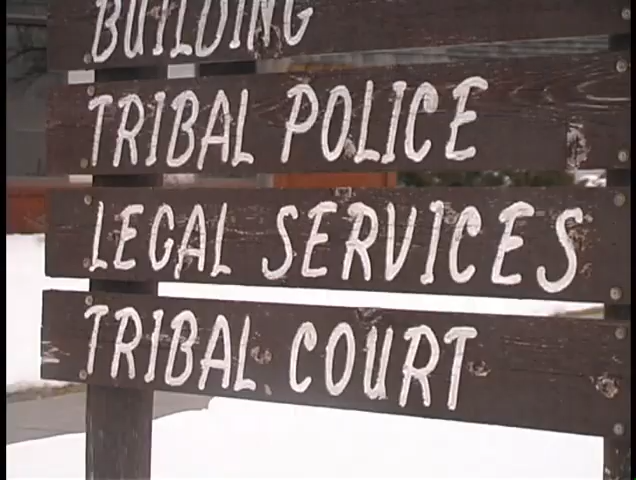 BUILDING
TRIBAL POLICE
LEGAL SERVICES
TRIBAL COURT